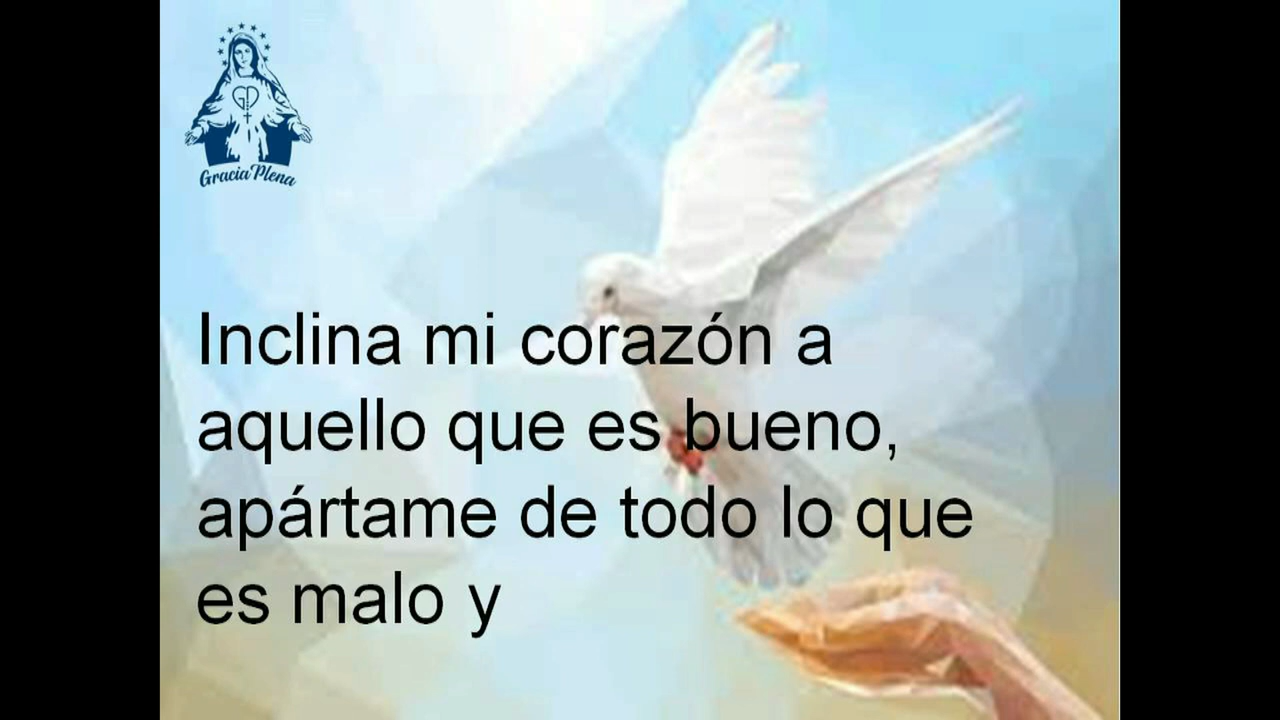 Gracia Plena
Inclina mi corazón a
aquello que es bueno,
apártame de todo lo que
es malo y